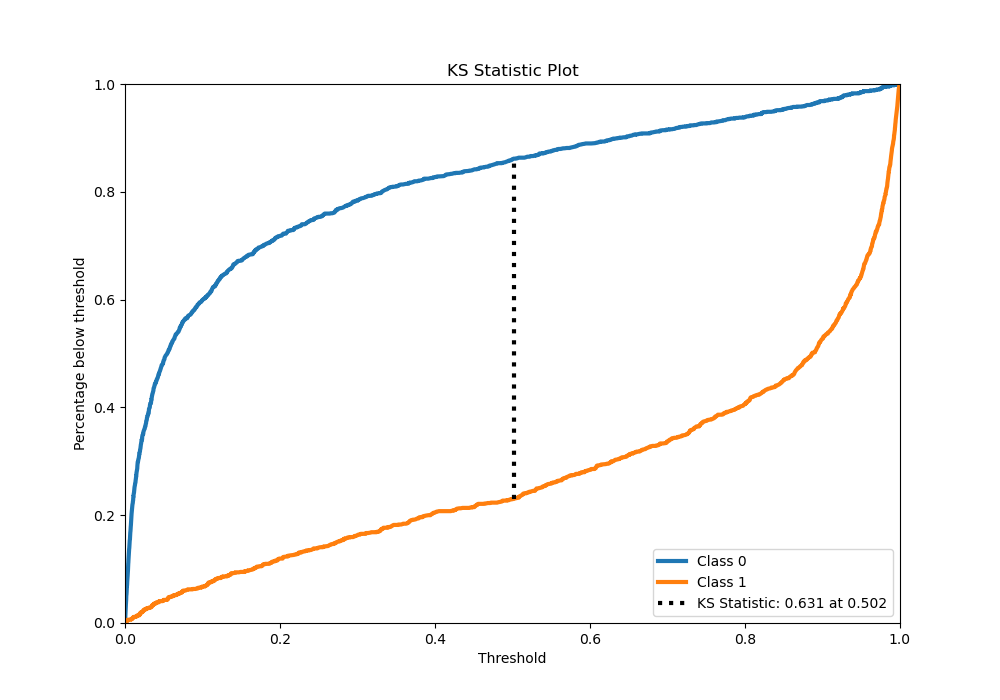 KS Statistic Plot
1.0
0.8
0.6
0.4
0.2
0.0
Percentage below threshold
0.0 0.2 0.4 0.6 0.8 1.0
Threshold
Class 0
Class 1
KS Statistic: 0.631 at 0.502